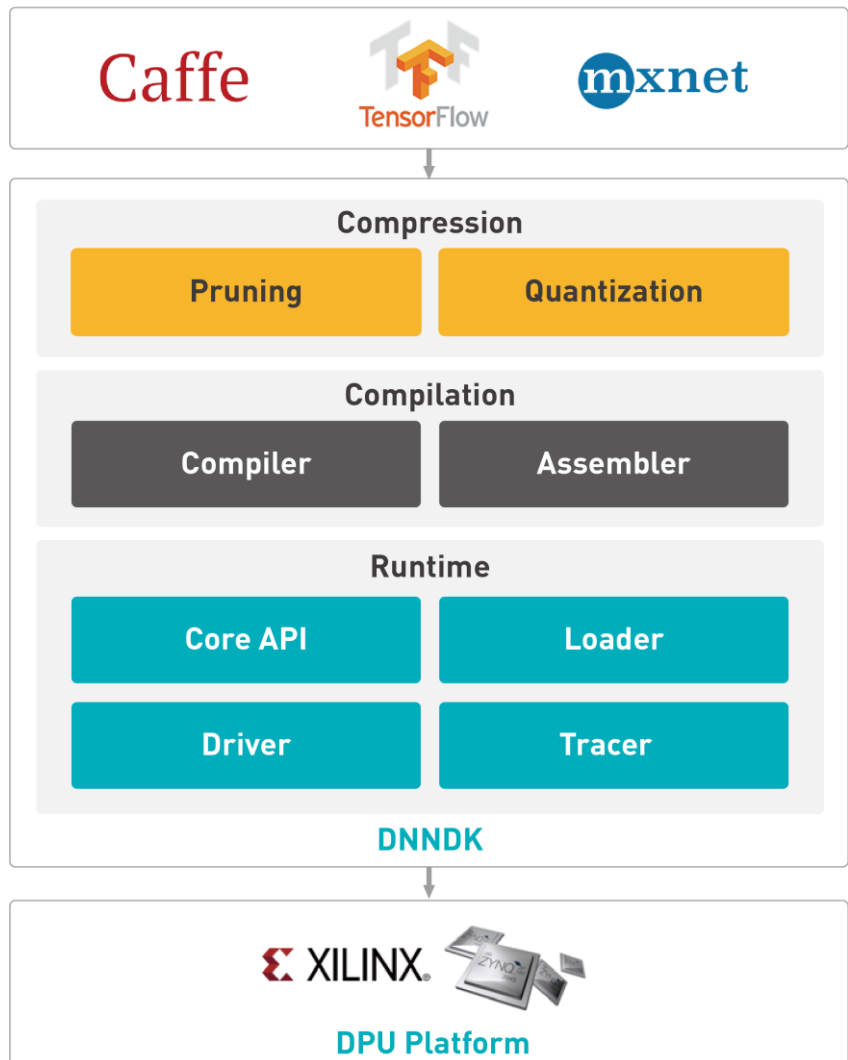 Caffe
TensorFlow
mxnet
Compression
Pruning
Quantization
Compilation
Compiler
Assembler
Runtime
Core API
Loader
Driver
Tracer
DNNDK
XILINX
ZYNQ
DPU Platform